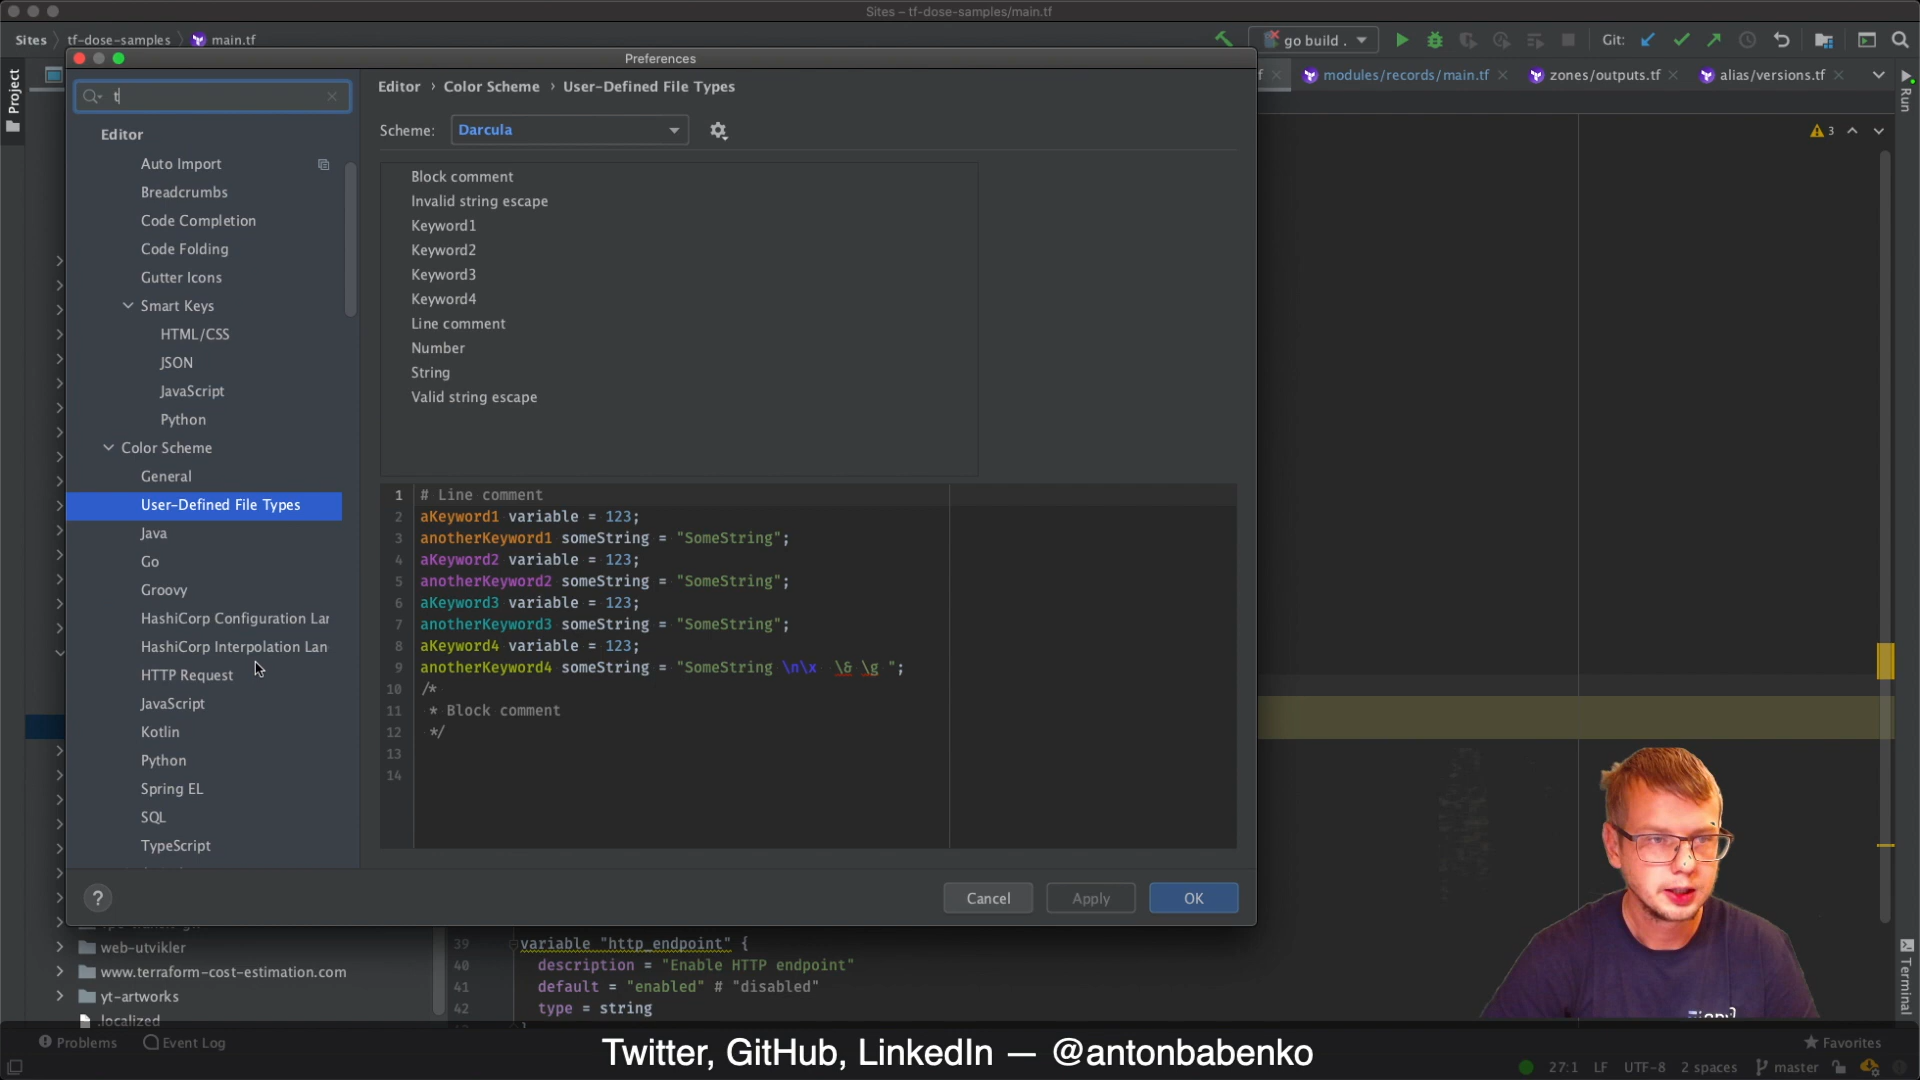 Sites – tf-dose-samples/main.tf
Sites
tf-dose-samples
main.tf
go build .
Git:
Preferences
modules/records/main.tf
zones/outputs.tf
alias/versions.tf
Project
Run
t
Editor
Auto Import
Breadcrumbs
Code Completion
Code Folding
Gutter Icons
Smart Keys
HTML/CSS
JSON
JavaScript
Python
Color Scheme
General
User-Defined File Types
Java
Go
Groovy
HashiCorp Configuration Lar
HashiCorp Interpolation Lan
HTTP Request
JavaScript
Kotlin
Python
Spring EL
SQL
TypeScript
Editor › Color Scheme › User-Defined File Types
Scheme: Darcula
3
Block comment
Invalid string escape
Keyword1
Keyword2
Keyword3
Keyword4
Line comment
Number
String
Valid string escape
1 # Line comment
2 aKeyword1 variable = 123;
3 anotherKeyword1 someString = "SomeString";
4 aKeyword2 variable = 123;
5 anotherKeyword2 someString = "SomeString";
6 aKeyword3 variable = 123;
7 anotherKeyword3 someString = "SomeString";
8 aKeyword4 variable = 123;
9 anotherKeyword4 someString = "SomeString \n\x  \& \g ";
10 /*
11 * Block comment
12 */
13
14
?
Cancel
Apply
OK
web-utvikler
www.terraform-cost-estimation.com
yt-artworks
.localized
39 variable "http_endpoint" {
40 description = "Enable HTTP endpoint"
41 default = "enabled" # "disabled"
42 type = string
Terminal
Problems
Event Log
Twitter, GitHub, LinkedIn — @antonbabenko
Favorites
27:1 LF UTF-8 2 spaces master